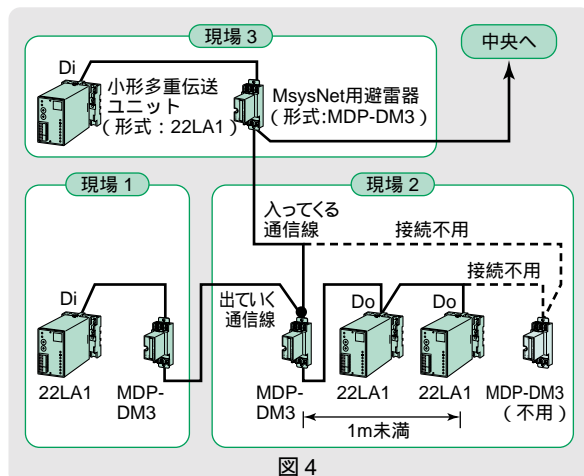 現場 3
中央へ
Di
小形多重伝送
ユニット
（形式：22LA1）
MsysNet用避雷器
（形式:MDP-DM3）
現場 1
現場 2
入ってくる
通信線
接続不用
接続不用
Di
出ていく
通信線
Do
Do
22LA1
MDP-
DM3
MDP-
DM3
22LA1
22LA1
MDP-DM3
（不用）
1m未満
図 4